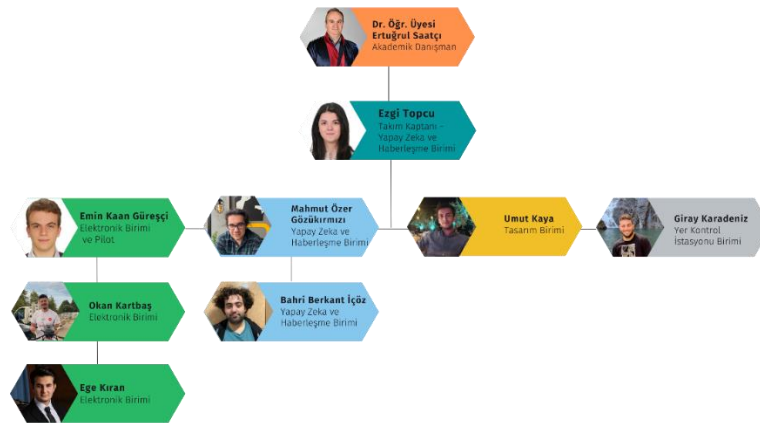 Dr. Öğr. Üyesi
Ertuğrul Saatçı
Akademik Danışman
Ezgi Topcu
Takım Kaptanı -
Yapay Zeka ve
Haberleşme Birimi
Emin Kaan Güreşçi
Elektronik Birimi
ve Pilot
Mahmut Özer
Gözükırmızı
Yapay Zeka ve
Haberleşme Birimi
Umut Kaya
Tasarım Birimi
Giray Karadeniz
Yer Kontrol
İstasyonu Birimi
Okan Kartbaş
Elektronik Birimi
Bahri Berkant İçöz
Yapay Zeka ve
Haberleşme Birimi
Ege Kıran
Elektronik Birimi